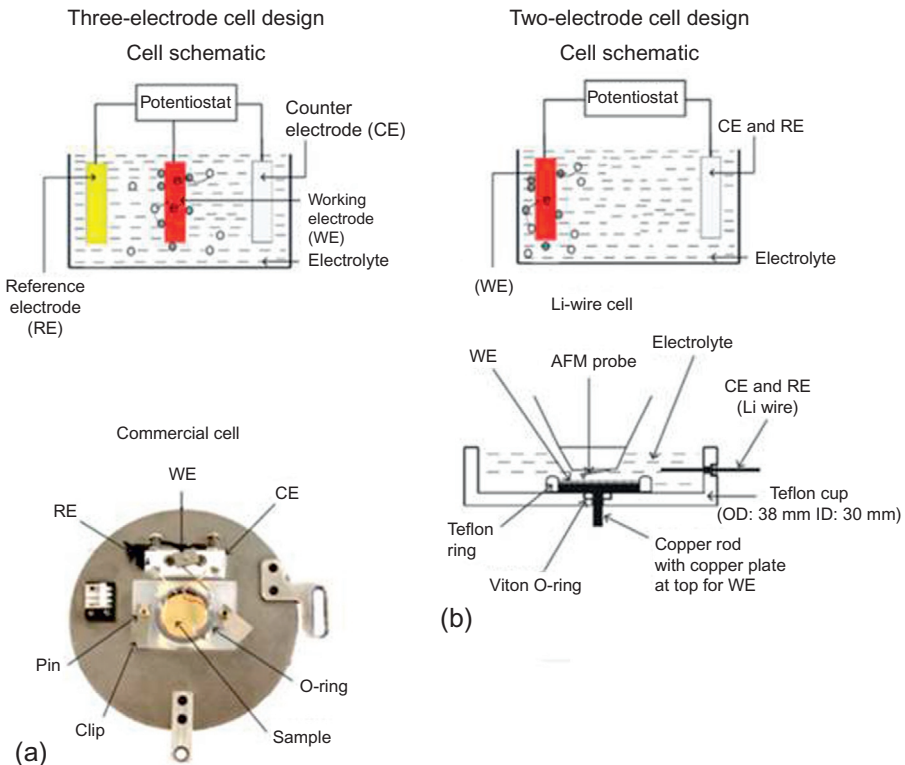 Three-electrode cell design
Cell schematic
Potentiostat
Counter
electrode (CE)
Working
electrode
(WE)
Electrolyte
Reference
electrode
(RE)
Commercial cell
WE
RE
CE
Pin
O-ring
Clip
Sample
(a)
Two-electrode cell design
Cell schematic
Potentiostat
CE and RE
Electrolyte
(WE)
Li-wire cell
WE
AFM probe
Electrolyte
CE and RE
(Li wire)
Teflon cup
(OD: 38 mm ID: 30 mm)
Teflon
ring
Copper rod
with copper plate
at top for WE
Viton O-ring
(b)